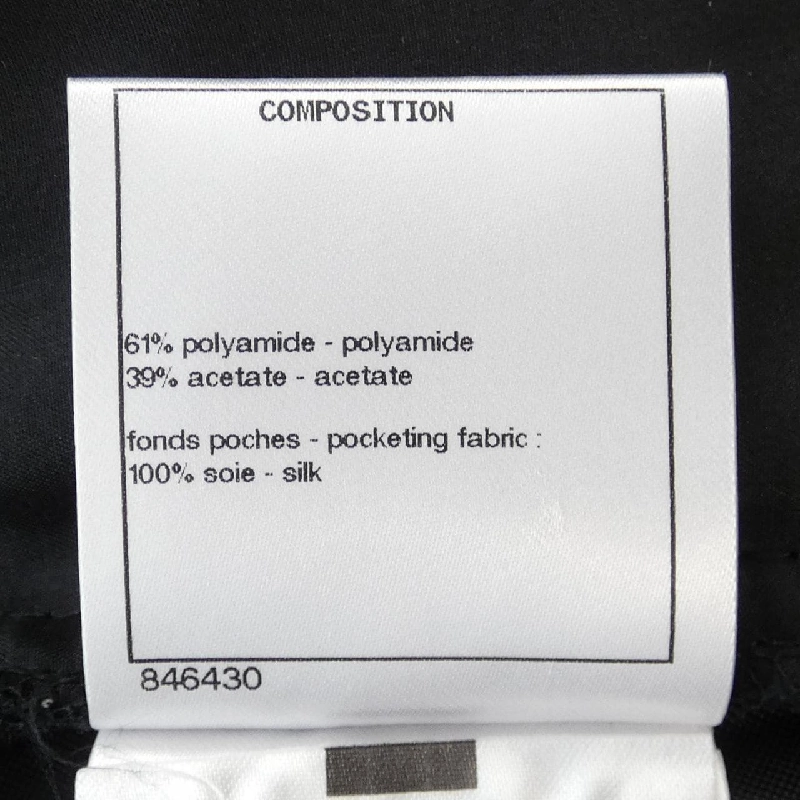 COMPOSITION
61% polyamide - polyamide
39% acetate - acetate
fonds poches - pocketing fabric :
100% soie - silk
846430